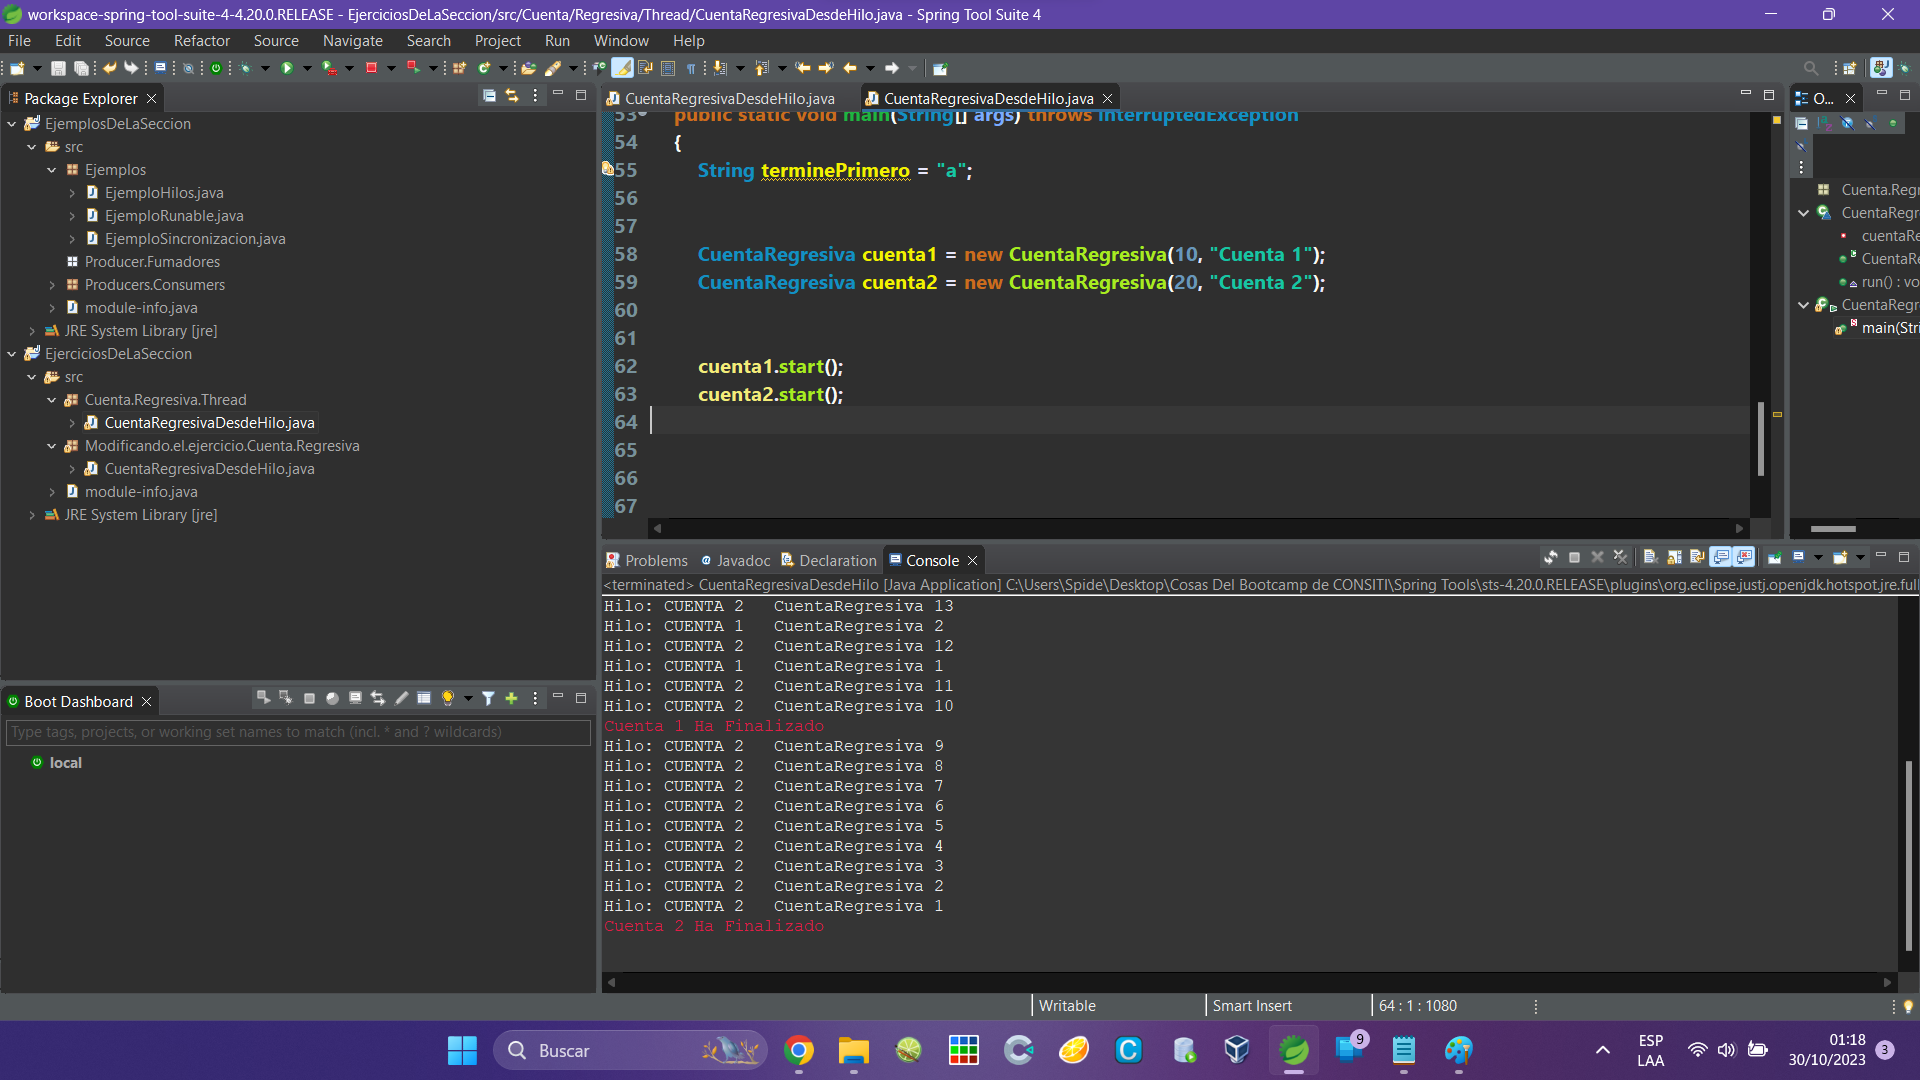 workspace-spring-tool-suite-4-4.20.0.RELEASE - EjerciciosDeLaSeccion/src/Cuenta/Regresiva/Thread/CuentaRegresivaDesdeHilo.java - Spring Tool Suite 4
File Edit Source Refactor Source Navigate Search Project Run Window Help
Package Explorer
EjemplosDeLaSeccion
src
Ejemplos
EjemploHilos.java
EjemploRunable.java
EjemploSincronizacion.java
Producer.Fumadores
Producers.Consumers
module-info.java
JRE System Library [jre]
EjerciciosDeLaSeccion
src
Cuenta.Regresiva.Thread
CuentaRegresivaDesdeHilo.java
Modificando.el.ejercicio.Cuenta.Regresiva
CuentaRegresivaDesdeHilo.java
module-info.java
JRE System Library [jre]
Boot Dashboard
Type tags, projects, or working set names to match (incl. * and ? wildcards)
local
CuentaRegresivaDesdeHilo.java CuentaRegresivaDesdeHilo.java
53 public static void main(String[] args) throws InterruptedException
54 {
55 String terminePrimero = "a";
56
57
58 CuentaRegresiva cuenta1 = new CuentaRegresiva(10, "Cuenta 1");
59 CuentaRegresiva cuenta2 = new CuentaRegresiva(20, "Cuenta 2");
60
61
62 cuenta1.start();
63 cuenta2.start();
64
65
66
67
O...
Cuenta.Regr
CuentaRegr
cuentaRe
CuentaRe
run() : vo
CuentaRegr
main(Stri
Problems Javadoc Declaration Console
<terminated> CuentaRegresivaDesdeHilo [Java Application] C:\Users\Spide\Desktop\Cosas Del Bootcamp de CONSITI\Spring Tools\sts-4.20.0.RELEASE\plugins\org.eclipse.justj.openjdk.hotspot.jre.full
Hilo: CUENTA 2 CuentaRegresiva 13
Hilo: CUENTA 1 CuentaRegresiva 2
Hilo: CUENTA 2 CuentaRegresiva 12
Hilo: CUENTA 1 CuentaRegresiva 1
Hilo: CUENTA 2 CuentaRegresiva 11
Hilo: CUENTA 2 CuentaRegresiva 10
Cuenta 1 Ha Finalizado
Hilo: CUENTA 2 CuentaRegresiva 9
Hilo: CUENTA 2 CuentaRegresiva 8
Hilo: CUENTA 2 CuentaRegresiva 7
Hilo: CUENTA 2 CuentaRegresiva 6
Hilo: CUENTA 2 CuentaRegresiva 5
Hilo: CUENTA 2 CuentaRegresiva 4
Hilo: CUENTA 2 CuentaRegresiva 3
Hilo: CUENTA 2 CuentaRegresiva 2
Hilo: CUENTA 2 CuentaRegresiva 1
Cuenta 2 Ha Finalizado
Writable Smart Insert 64 : 1 : 1080
Buscar
9
ESP
LAA
01:18
30/10/2023
3